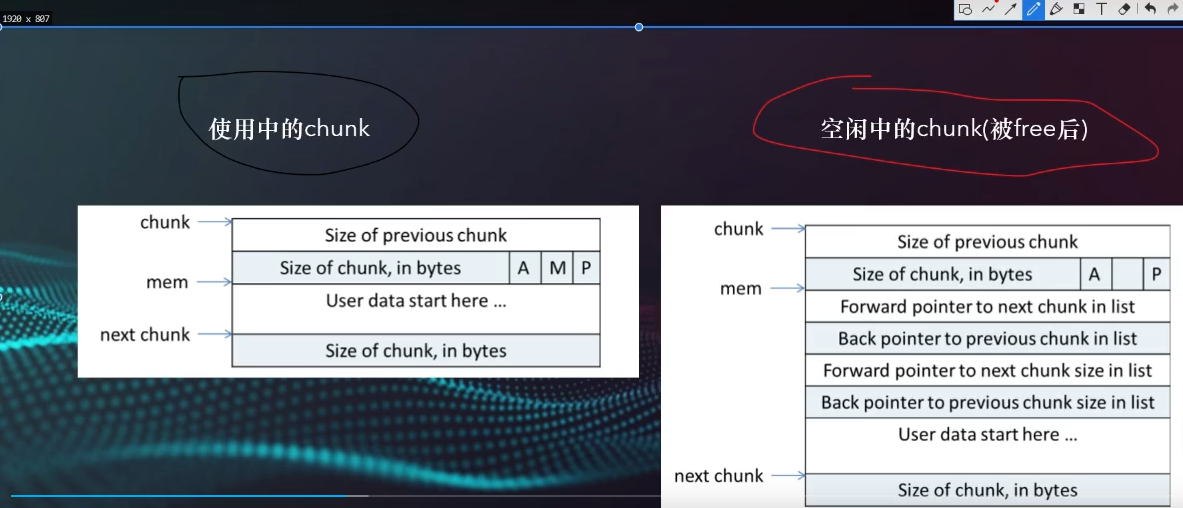 1920 x 807
T
使用中的chunk
空闲中的chunk(被free后)
chunk
Size of previous chunk
Size of chunk, in bytes A M P
mem
User data start here ...
next chunk
Size of chunk, in bytes
chunk
Size of previous chunk
Size of chunk, in bytes A P
mem
Forward pointer to next chunk in list
Back pointer to previous chunk in list
Forward pointer to next chunk size in list
Back pointer to previous chunk size in list
User data start here ...
next chunk
Size of chunk, in bytes